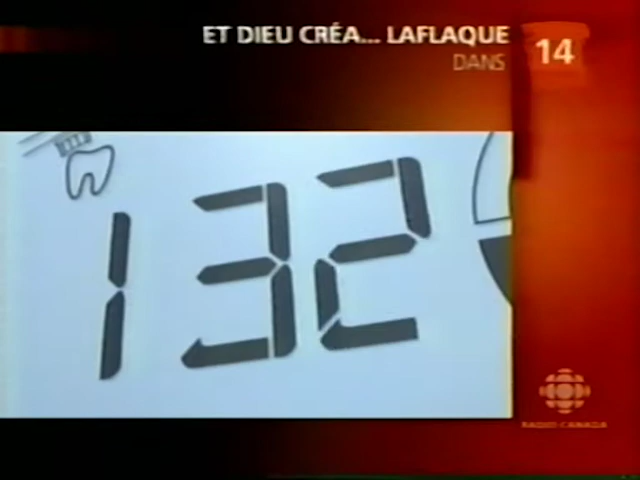 ET DIEU CRÉA... LAFLAQUE
DANS
14
132
RADIO-CANADA